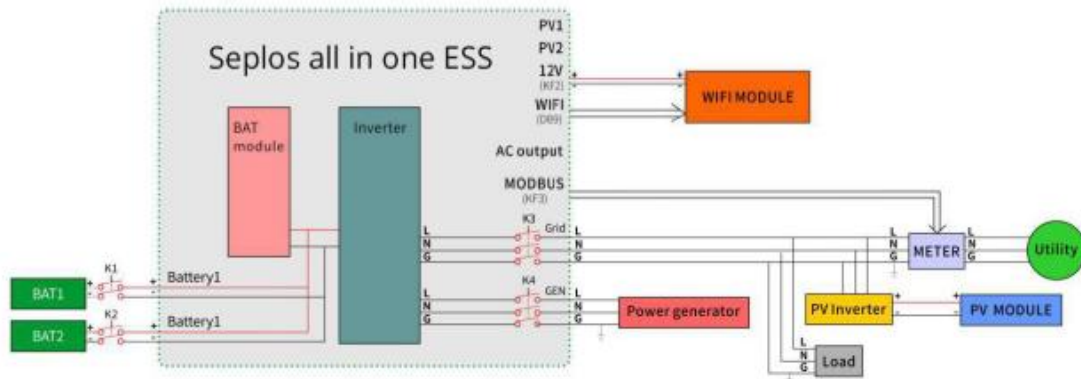 Seplos all in one ESS
PV1
PV2
12V
(KF2)
+ +
- -
WIFI MODULE
WIFI
(DB9)
BAT
module
Inverter
AC output
MODBUS
(KF3)
K3
L Grid L L L
N N N METER N Utility
G G G G
K1
BAT1 + + Battery1
- -
K4
L GEN L
N N Power generator
G G
PV Inverter + + PV MODULE
- -
K2
BAT2 + + Battery1
- -
L
N Load
G